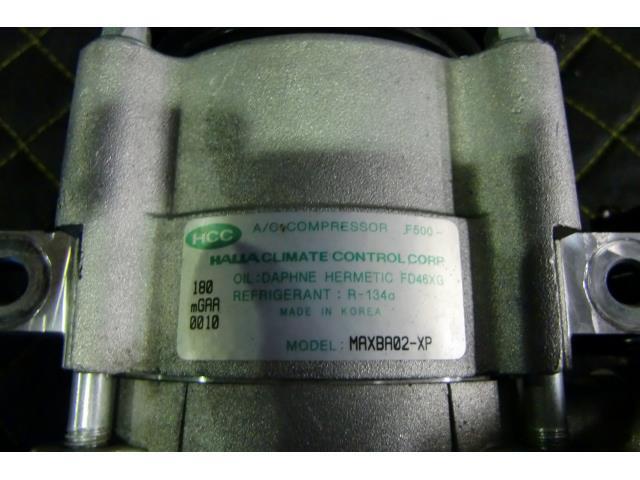 HCC A/C COMPRESSOR F500-
HALLA CLIMATE CONTROL CORP.
OIL:DAPHNE HERMETIC FD46XG
REFRIGERANT : R-134a
180
mGAA
0010
MADE IN KOREA
MODEL: MAXBA02-XP